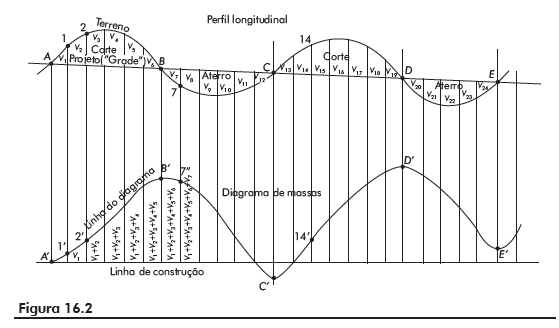 Perfil longitudinal
1 2 Terreno
A V₁ V₂ V₃ V₄ V₅ V₆ B
Corte
Projeto("Grade")
V₇ V₈ Aterro V₉ V₁₀ V₁₁ V₁₂
7
C 14 Corte
V₁₃ V₁₄ V₁₅ V₁₆ V₁₇ V₁₈ V₁₉ D
V₂₀ Aterro V₂₁ V₂₂ V₂₃ V₂₄ E
B' 7" D'
Linha do diagrama
Diagrama de massas
A' 1' 2' 14' C' E'
V₁
V₁+V₂
V₁+V₂+V₃
V₁+V₂+V₃+V₄
V₁+V₂+V₃+V₄+V₅
V₁+V₂+V₃+V₄+V₅+V₆
V₁+V₂+V₃+V₄+V₅+V₆+V₇
Linha de construção
Figura 16.2